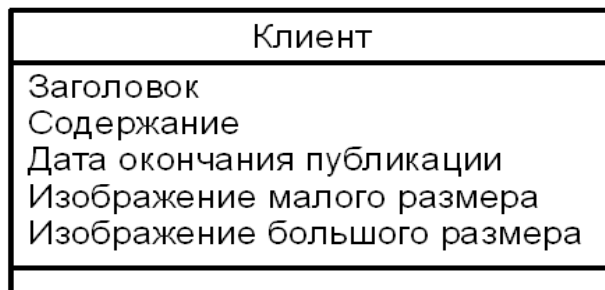 Клиент
Заголовок
Содержание
Дата окончания публикации
Изображение малого размера
Изображение большого размера